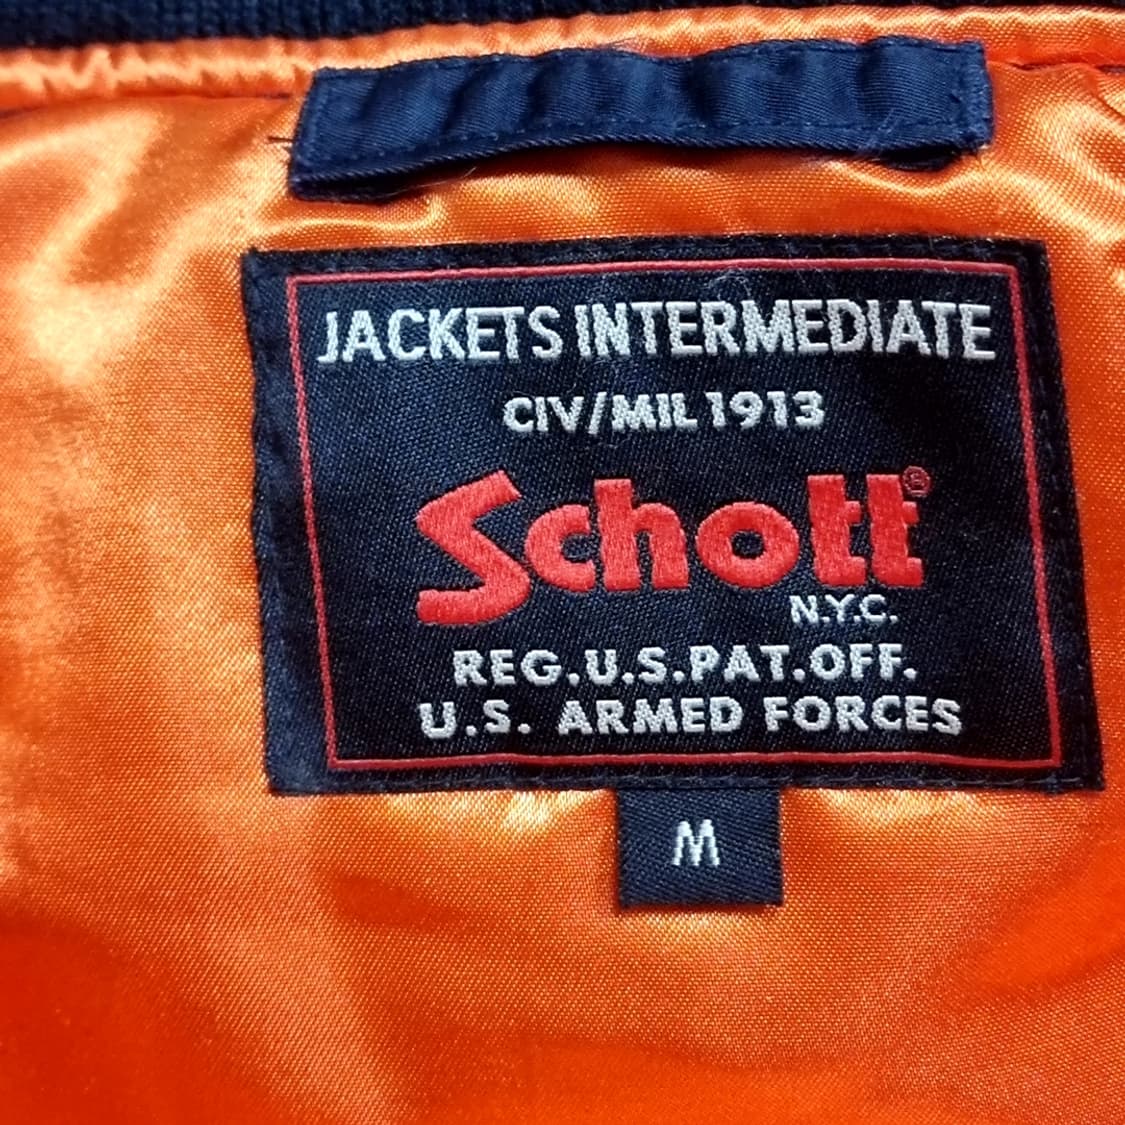 JACKETS INTERMEDIATE
CIV/MIL 1913
Schott®
N.Y.C.
REG.U.S.PAT.OFF.
U.S. ARMED FORCES
M